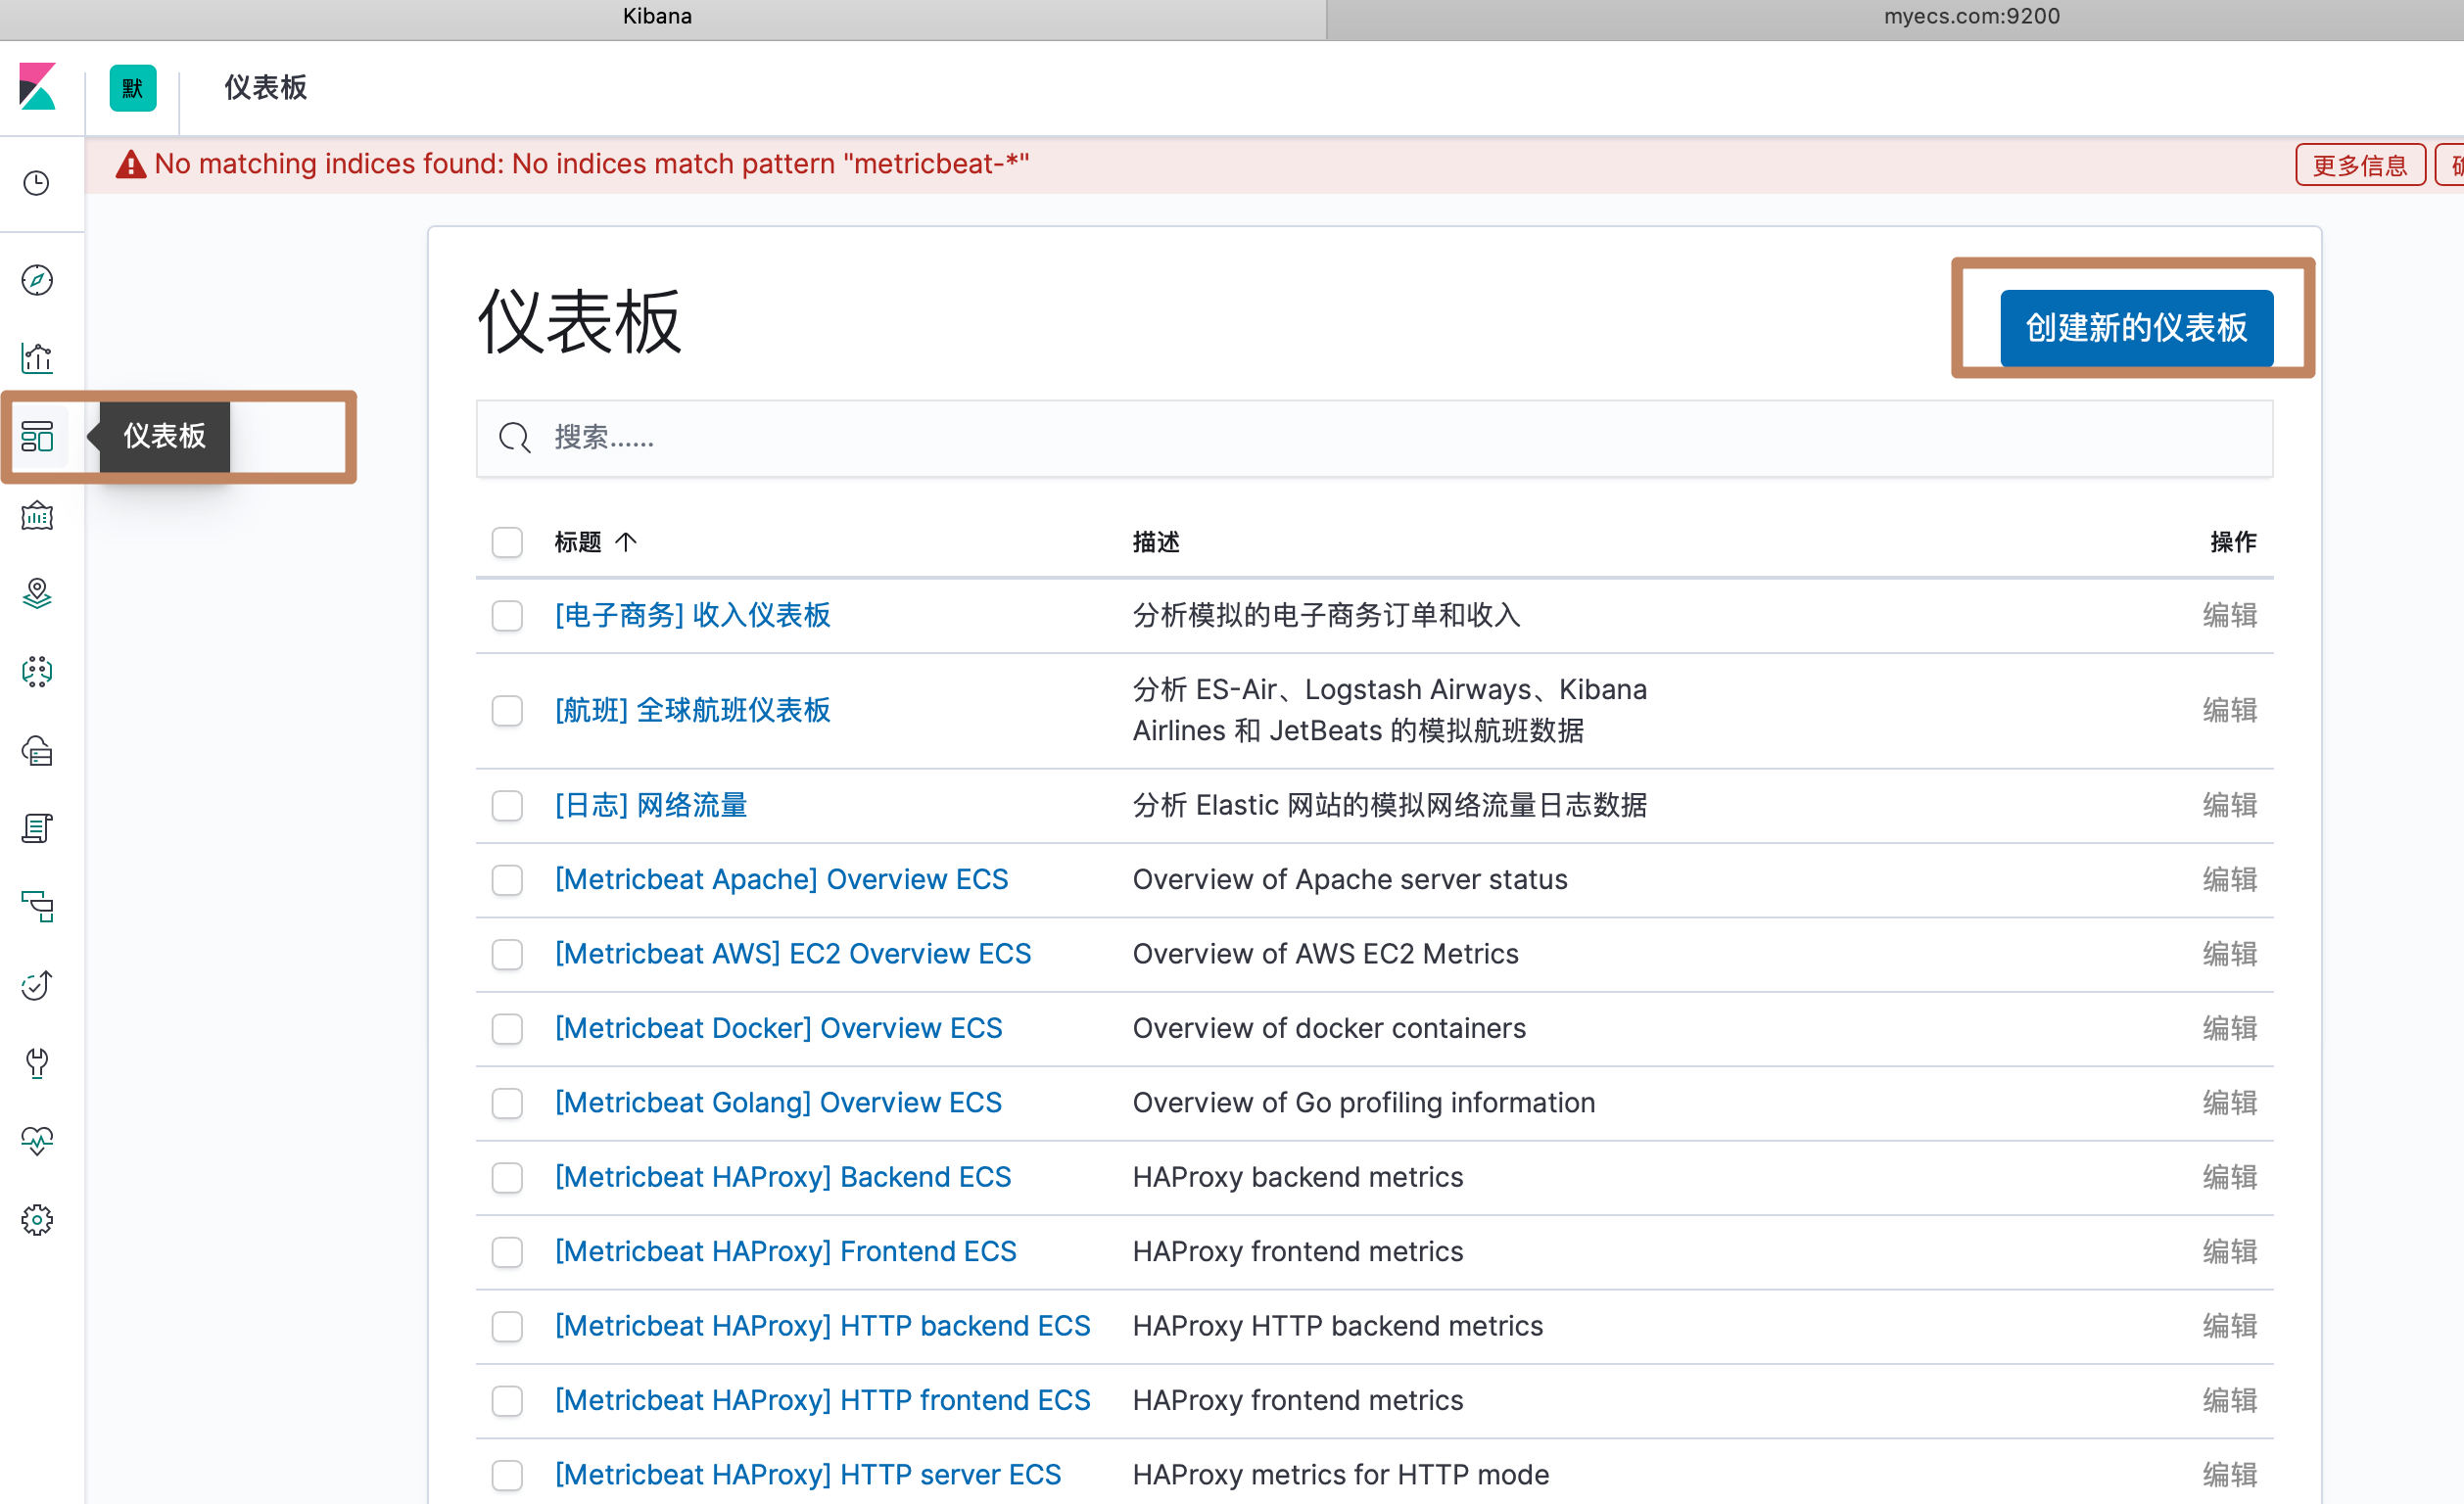 Kibana
myecs.com:9200
默
仪表板
No matching indices found: No indices match pattern "metricbeat-*"
更多信息
仪表板
创建新的仪表板
仪表板
搜索......
标题 描述 操作
[电子商务] 收入仪表板 分析模拟的电子商务订单和收入 编辑
[航班] 全球航班仪表板 分析 ES-Air、Logstash Airways、Kibana
Airlines 和 JetBeats 的模拟航班数据 编辑
[日志] 网络流量 分析 Elastic 网站的模拟网络流量日志数据 编辑
[Metricbeat Apache] Overview ECS Overview of Apache server status 编辑
[Metricbeat AWS] EC2 Overview ECS Overview of AWS EC2 Metrics 编辑
[Metricbeat Docker] Overview ECS Overview of docker containers 编辑
[Metricbeat Golang] Overview ECS Overview of Go profiling information 编辑
[Metricbeat HAProxy] Backend ECS HAProxy backend metrics 编辑
[Metricbeat HAProxy] Frontend ECS HAProxy frontend metrics 编辑
[Metricbeat HAProxy] HTTP backend ECS HAProxy HTTP backend metrics 编辑
[Metricbeat HAProxy] HTTP frontend ECS HAProxy frontend metrics 编辑
[Metricbeat HAProxy] HTTP server ECS HAProxy metrics for HTTP mode 编辑